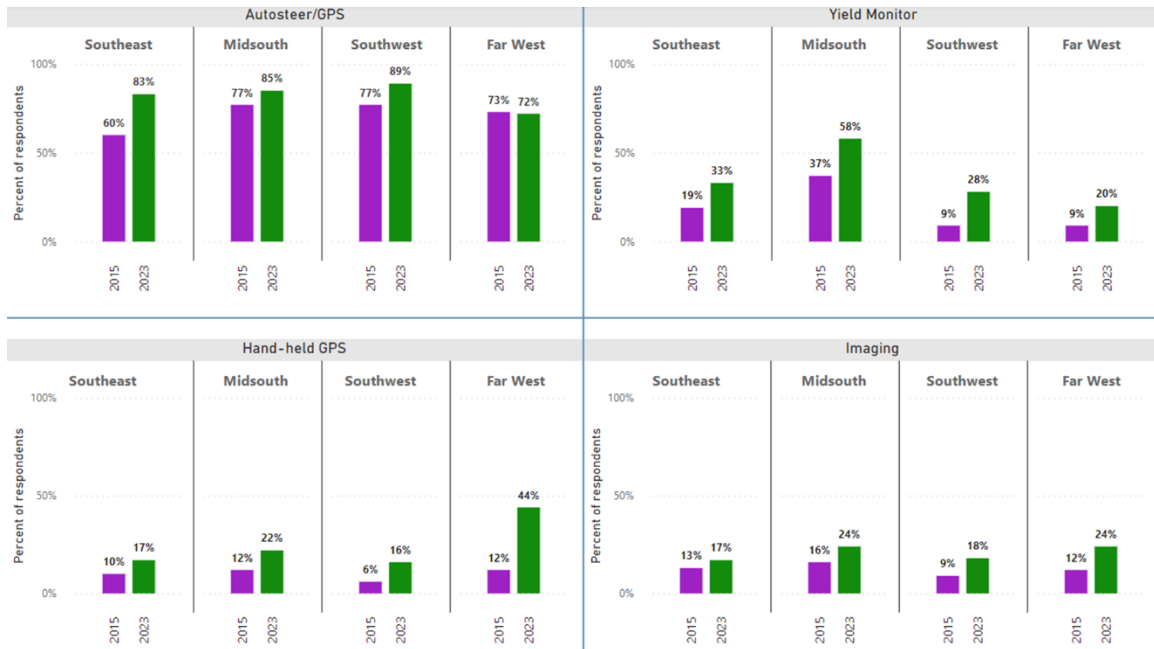 Autosteer/GPS
Southeast Midsouth Southwest Far West
Percent of respondents
100%
50%
0%
60% 83% 77% 85% 77% 89% 73% 72%
2015 2023 2015 2023 2015 2023 2015 2023
Yield Monitor
Southeast Midsouth Southwest Far West
Percent of respondents
100%
50%
0%
19% 33% 37% 58% 9% 28% 9% 20%
2015 2023 2015 2023 2015 2023 2015 2023
Hand-held GPS
Southeast Midsouth Southwest Far West
Percent of respondents
100%
50%
0%
10% 17% 12% 22% 6% 16% 12% 44%
2015 2023 2015 2023 2015 2023 2015 2023
Imaging
Southeast Midsouth Southwest Far West
Percent of respondents
100%
50%
0%
13% 17% 16% 24% 9% 18% 12% 24%
2015 2023 2015 2023 2015 2023 2015 2023